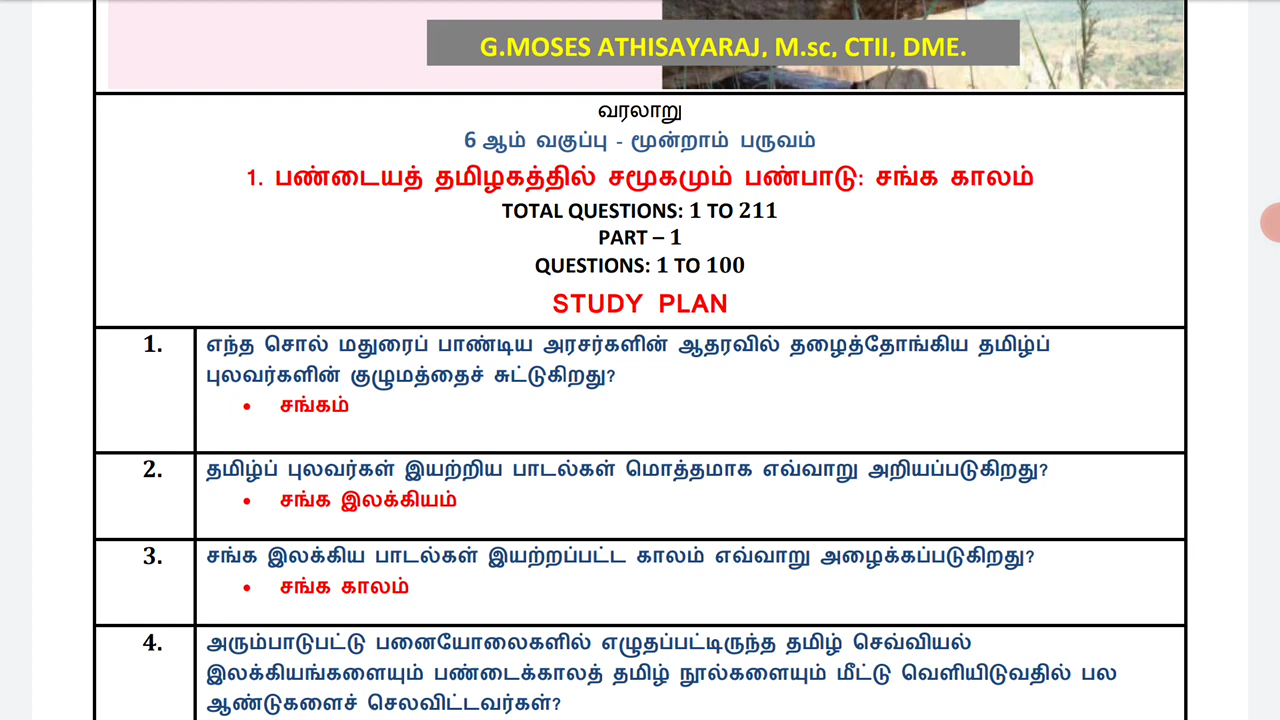 G.MOSES ATHISAYARAJ, M.sc, CTII, DME.
வரலாறு
6 ஆம் வகுப்பு - மூன்றாம் பருவம்
1. பண்டையத் தமிழகத்தில் சமூகமும் பண்பாடு: சங்க காலம்
TOTAL QUESTIONS: 1 TO 211
PART – 1
QUESTIONS: 1 TO 100
STUDY PLAN
1. எந்த சொல் மதுரைப் பாண்டிய அரசர்களின் ஆதரவில் தழைத்தோங்கிய தமிழ்ப்
புலவர்களின் குழுமத்தைச் சுட்டுகிறது?
• சங்கம்
2. தமிழ்ப் புலவர்கள் இயற்றிய பாடல்கள் மொத்தமாக எவ்வாறு அறியப்படுகிறது?
• சங்க இலக்கியம்
3. சங்க இலக்கிய பாடல்கள் இயற்றப்பட்ட காலம் எவ்வாறு அழைக்கப்படுகிறது?
• சங்க காலம்
4. அரும்பாடுபட்டு பனையோலைகளில் எழுதப்பட்டிருந்த தமிழ் செவ்வியல்
இலக்கியங்களையும் பண்டைக்காலத் தமிழ் நூல்களையும் மீட்டு வெளியிடுவதில் பல
ஆண்டுகளைச் செலவிட்டவர்கள்?